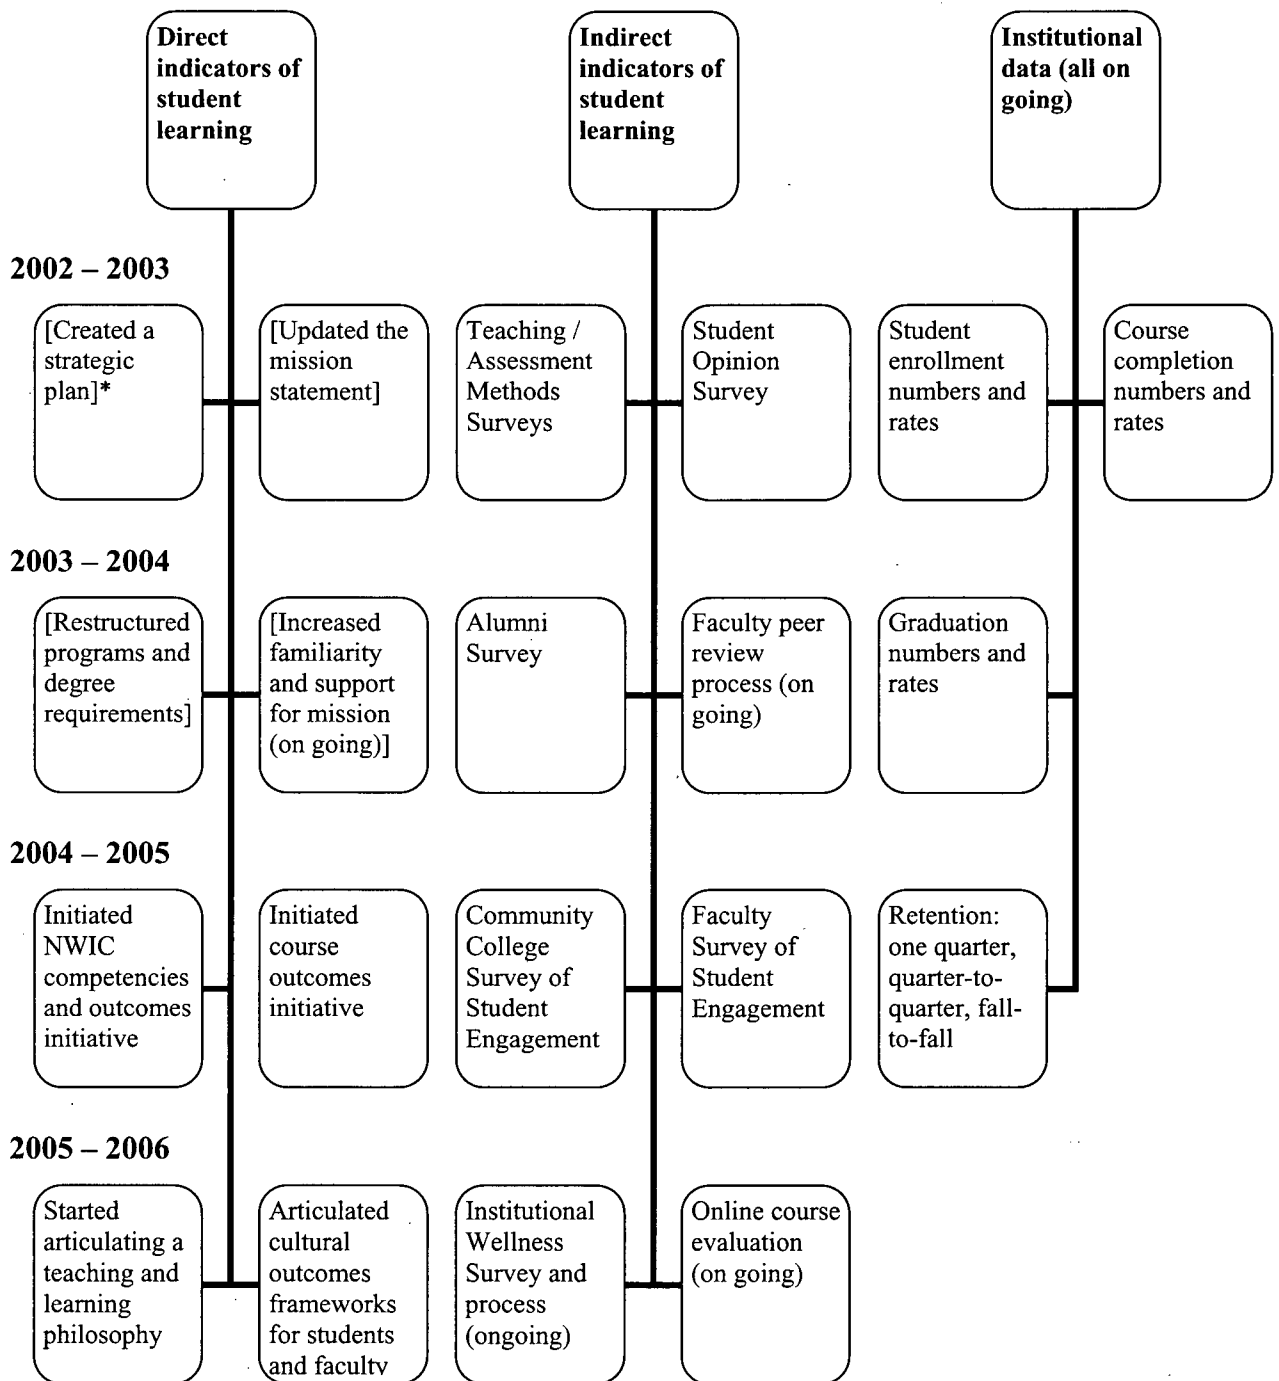 Direct
indicators of
student
learning
Indirect
indicators of
student
learning
Institutional
data (all on
going)
2002 – 2003
[Created a
strategic
plan]*
[Updated the
mission
statement]
Teaching /
Assessment
Methods
Surveys
Student
Opinion
Survey
Student
enrollment
numbers and
rates
Course
completion
numbers and
rates
2003 – 2004
[Restructured
programs and
degree
requirements]
[Increased
familiarity
and support
for mission
(on going)]
Alumni
Survey
Faculty peer
review
process (on
going)
Graduation
numbers and
rates
2004 – 2005
Initiated
NWIC
competencies
and outcomes
initiative
Initiated
course
outcomes
initiative
Community
College
Survey of
Student
Engagement
Faculty
Survey of
Student
Engagement
Retention:
one quarter,
quarter-to-
quarter, fall-
to-fall
2005 – 2006
Started
articulating a
teaching and
learning
philosophy
Articulated
cultural
outcomes
frameworks
for students
and faculty
Institutional
Wellness
Survey and
process
(ongoing)
Online course
evaluation
(on going)